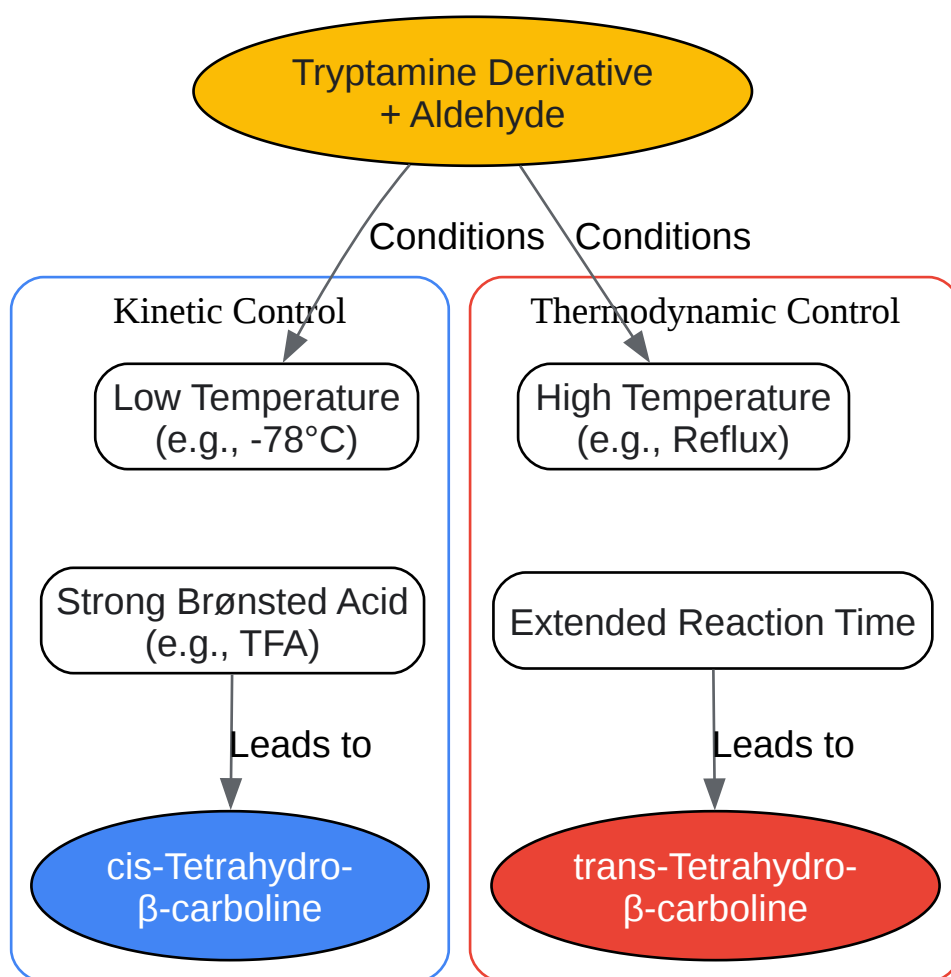 Tryptamine Derivative
+ Aldehyde
Conditions
Conditions
Kinetic Control
Thermodynamic Control
Low Temperature
(e.g., -78°C)
High Temperature
(e.g., Reflux)
Strong Brønsted Acid
(e.g., TFA)
Extended Reaction Time
Leads to
Leads to
cis-Tetrahydro-
β-carboline
trans-Tetrahydro-
β-carboline